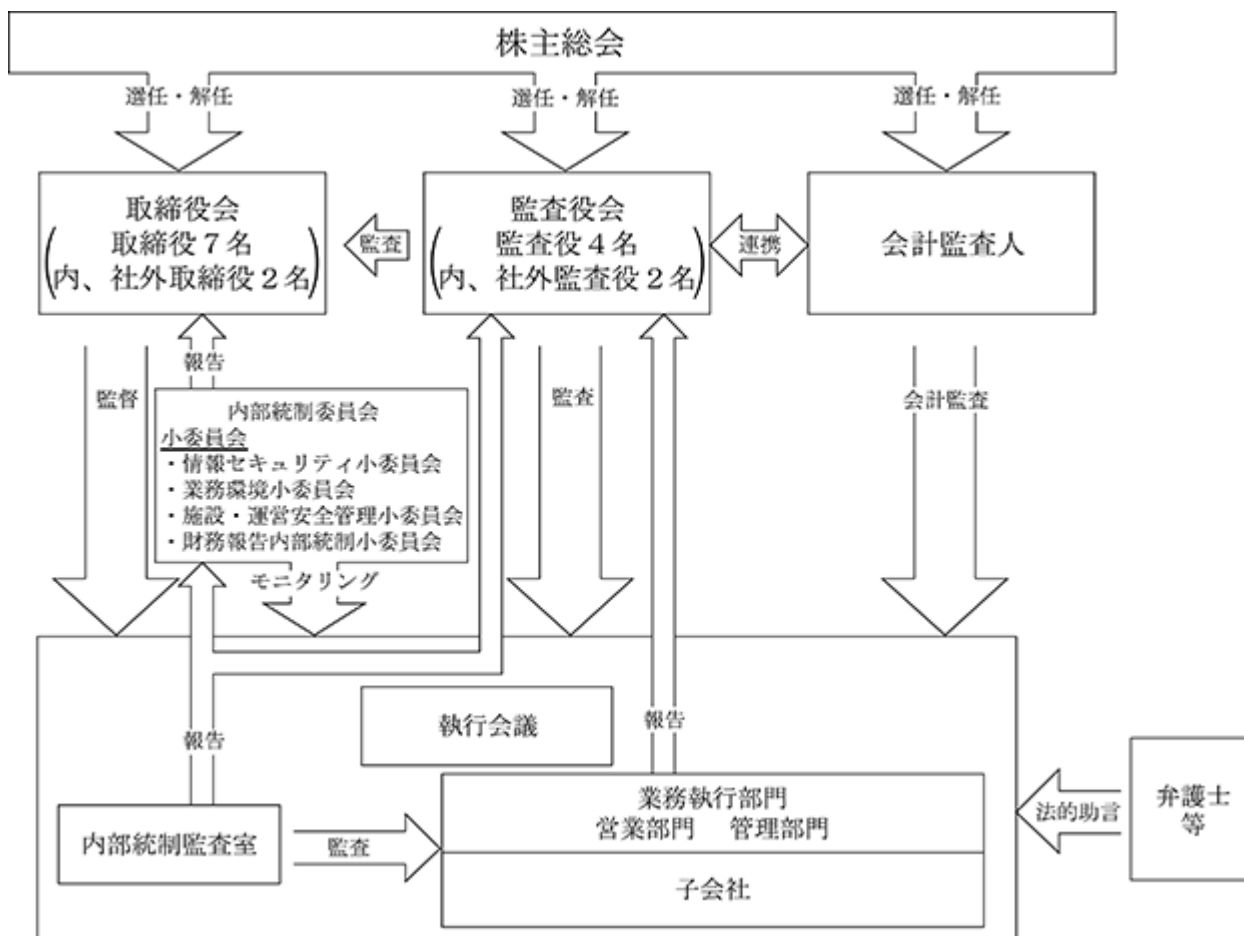 株主総会
選任・解任
選任・解任
選任・解任
取締役会
取締役7名
(内、社外取締役2名)
監査
監査役会
監査役4名
(内、社外監査役2名)
連携
会計監査人
報告
監督
内部統制委員会
小委員会
・情報セキュリティ小委員会
・業務環境小委員会
・施設・運営安全管理小委員会
・財務報告内部統制小委員会
監査
会計監査
モニタリング
執行会議
報告
報告
業務執行部門
営業部門 管理部門
子会社
内部統制監査室
監査
法的助言
弁護士
等